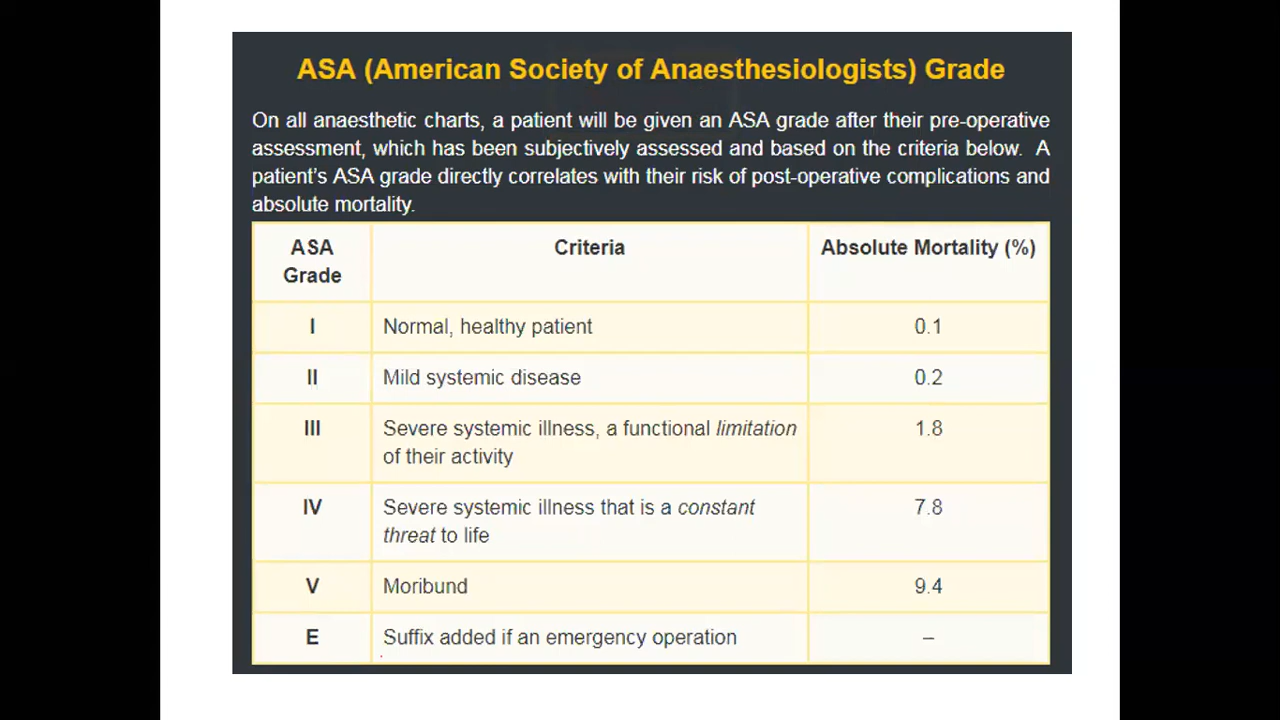 ASA (American Society of Anaesthesiologists) Grade
On all anaesthetic charts, a patient will be given an ASA grade after their pre-operative
assessment, which has been subjectively assessed and based on the criteria below. A
patient's ASA grade directly correlates with their risk of post-operative complications and
absolute mortality.
ASA Grade Criteria Absolute Mortality (%)
I Normal, healthy patient 0.1
II Mild systemic disease 0.2
III Severe systemic illness, a functional limitation 1.8
of their activity
IV Severe systemic illness that is a constant 7.8
threat to life
V Moribund 9.4
E Suffix added if an emergency operation –